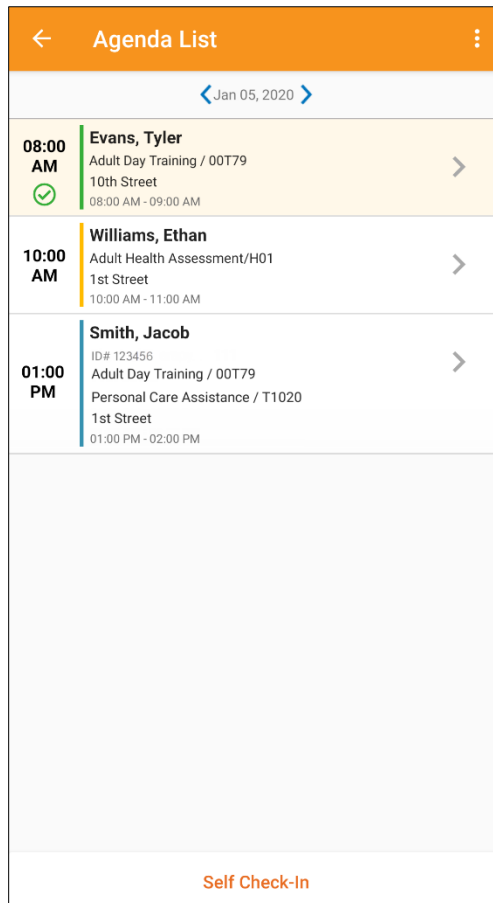 Agenda List
Jan 05, 2020
08:00
AM
Evans, Tyler
Adult Day Training / 00T79
10th Street
08:00 AM - 09:00 AM
10:00
AM
Williams, Ethan
Adult Health Assessment/H01
1st Street
10:00 AM - 11:00 AM
01:00
PM
Smith, Jacob
ID# 123456
Adult Day Training / 00T79
Personal Care Assistance / T1020
1st Street
01:00 PM - 02:00 PM
Self Check-In